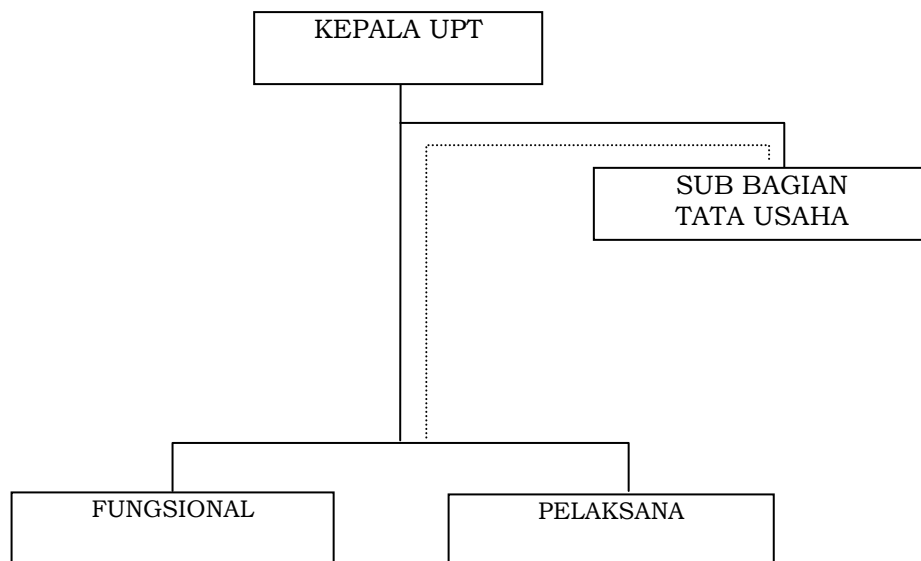 KEPALA UPT
SUB BAGIAN
TATA USAHA
FUNGSIONAL
PELAKSANA